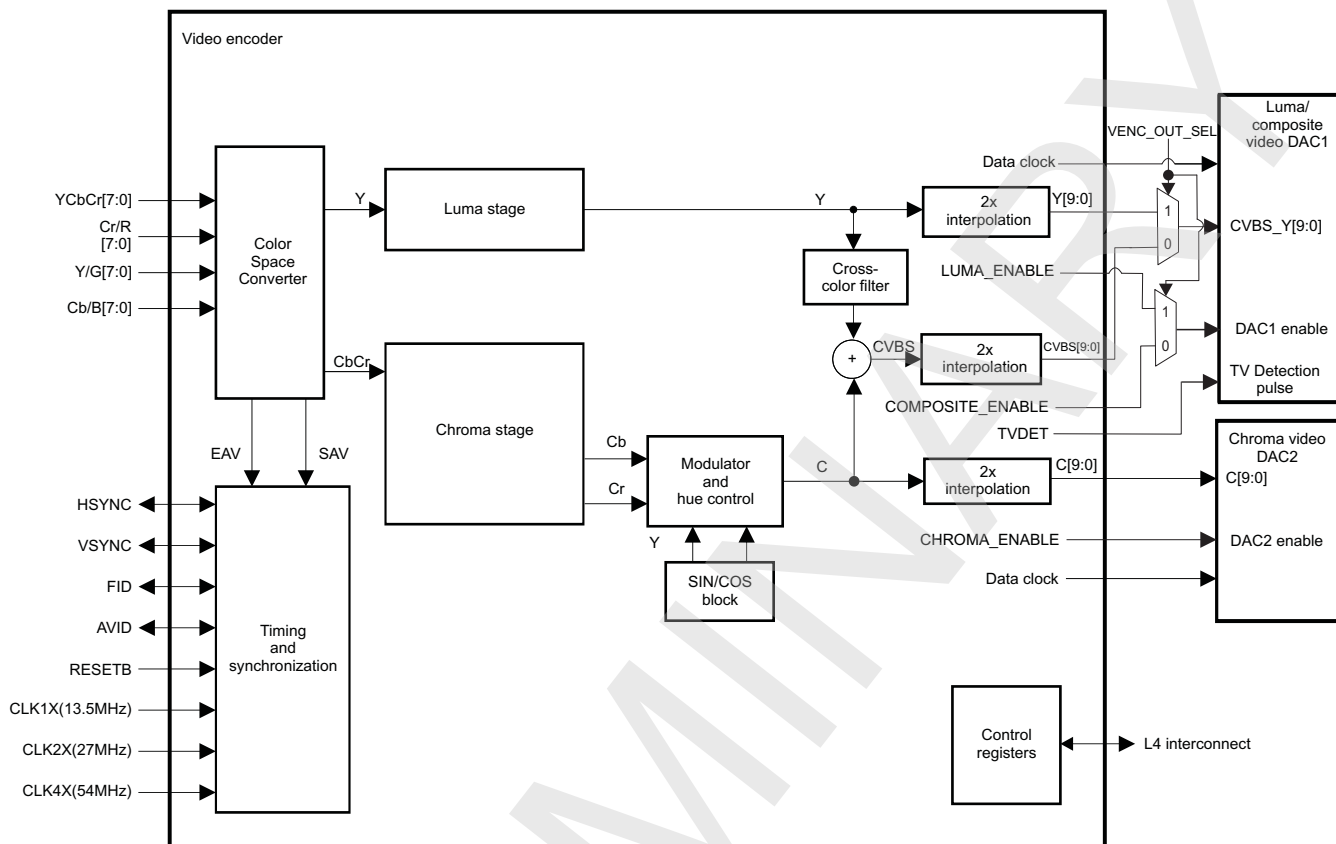 Video encoder
Luma/
composite
video DAC1
VENC_OUT_SEL
Data clock
YCbCr[7:0]
Cr/R
[7:0]
Y/G[7:0]
Cb/B[7:0]
Color
Space
Converter
Y
Luma stage
Y
2x
interpolation
Y[9:0]
1
0
CVBS_Y[9:0]
Cross-
color filter
LUMA_ENABLE
1
0
DAC1 enable
CbCr
+
CVBS
2x
interpolation
CVBS[9:0]
TV Detection
pulse
COMPOSITE_ENABLE
TVDET
Chroma stage
EAV
SAV
Cb
Cr
Modulator
and
hue control
C
2x
interpolation
C[9:0]
Chroma video
DAC2
C[9:0]
Y
SIN/COS
block
CHROMA_ENABLE
DAC2 enable
Data clock
HSYNC
VSYNC
FID
AVID
RESETB
CLK1X(13.5MHz)
CLK2X(27MHz)
CLK4X(54MHz)
Timing
and
synchronization
Control
registers
L4 interconnect
MINARY